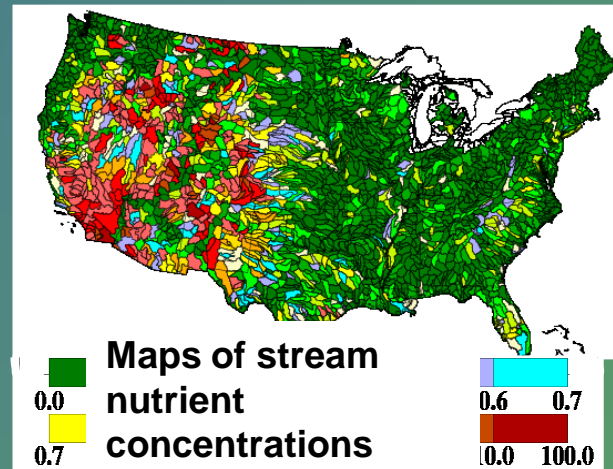 Maps of stream
nutrient
concentrations
0.0
0.6 0.7
0.7
10.0 100.0